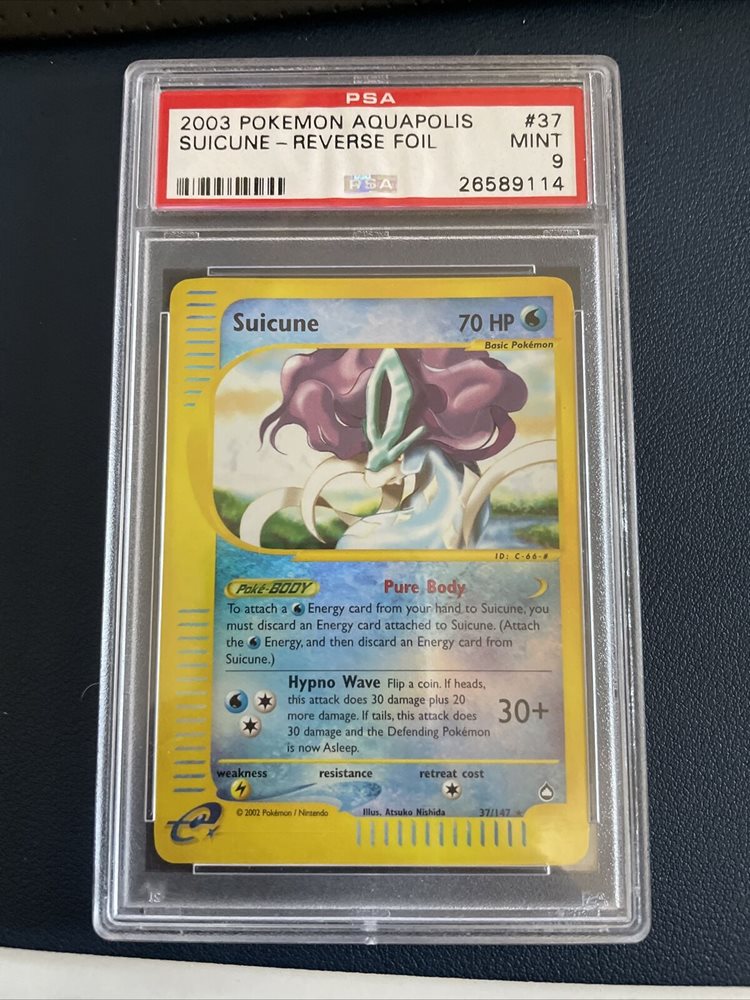 PSA
2003 POKEMON AQUAPOLIS #37
SUICUNE - REVERSE FOIL MINT
9
PSA 26589114
Suicune 70 HP
Basic Pokémon
ID: C-66-#
Poké-BODY Pure Body
To attach a Energy card from your hand to Suicune, you
must discard an Energy card attached to Suicune. (Attach
the Energy, and then discard an Energy card from
Suicune.)
Hypno Wave Flip a coin. If heads,
this attack does 30 damage plus 20
more damage. If tails, this attack does
30 damage and the Defending Pokémon
is now Asleep.
30+
weakness resistance retreat cost
e
© 2002 Pokémon / Nintendo Illus. Atsuko Nishida 37/147 ★